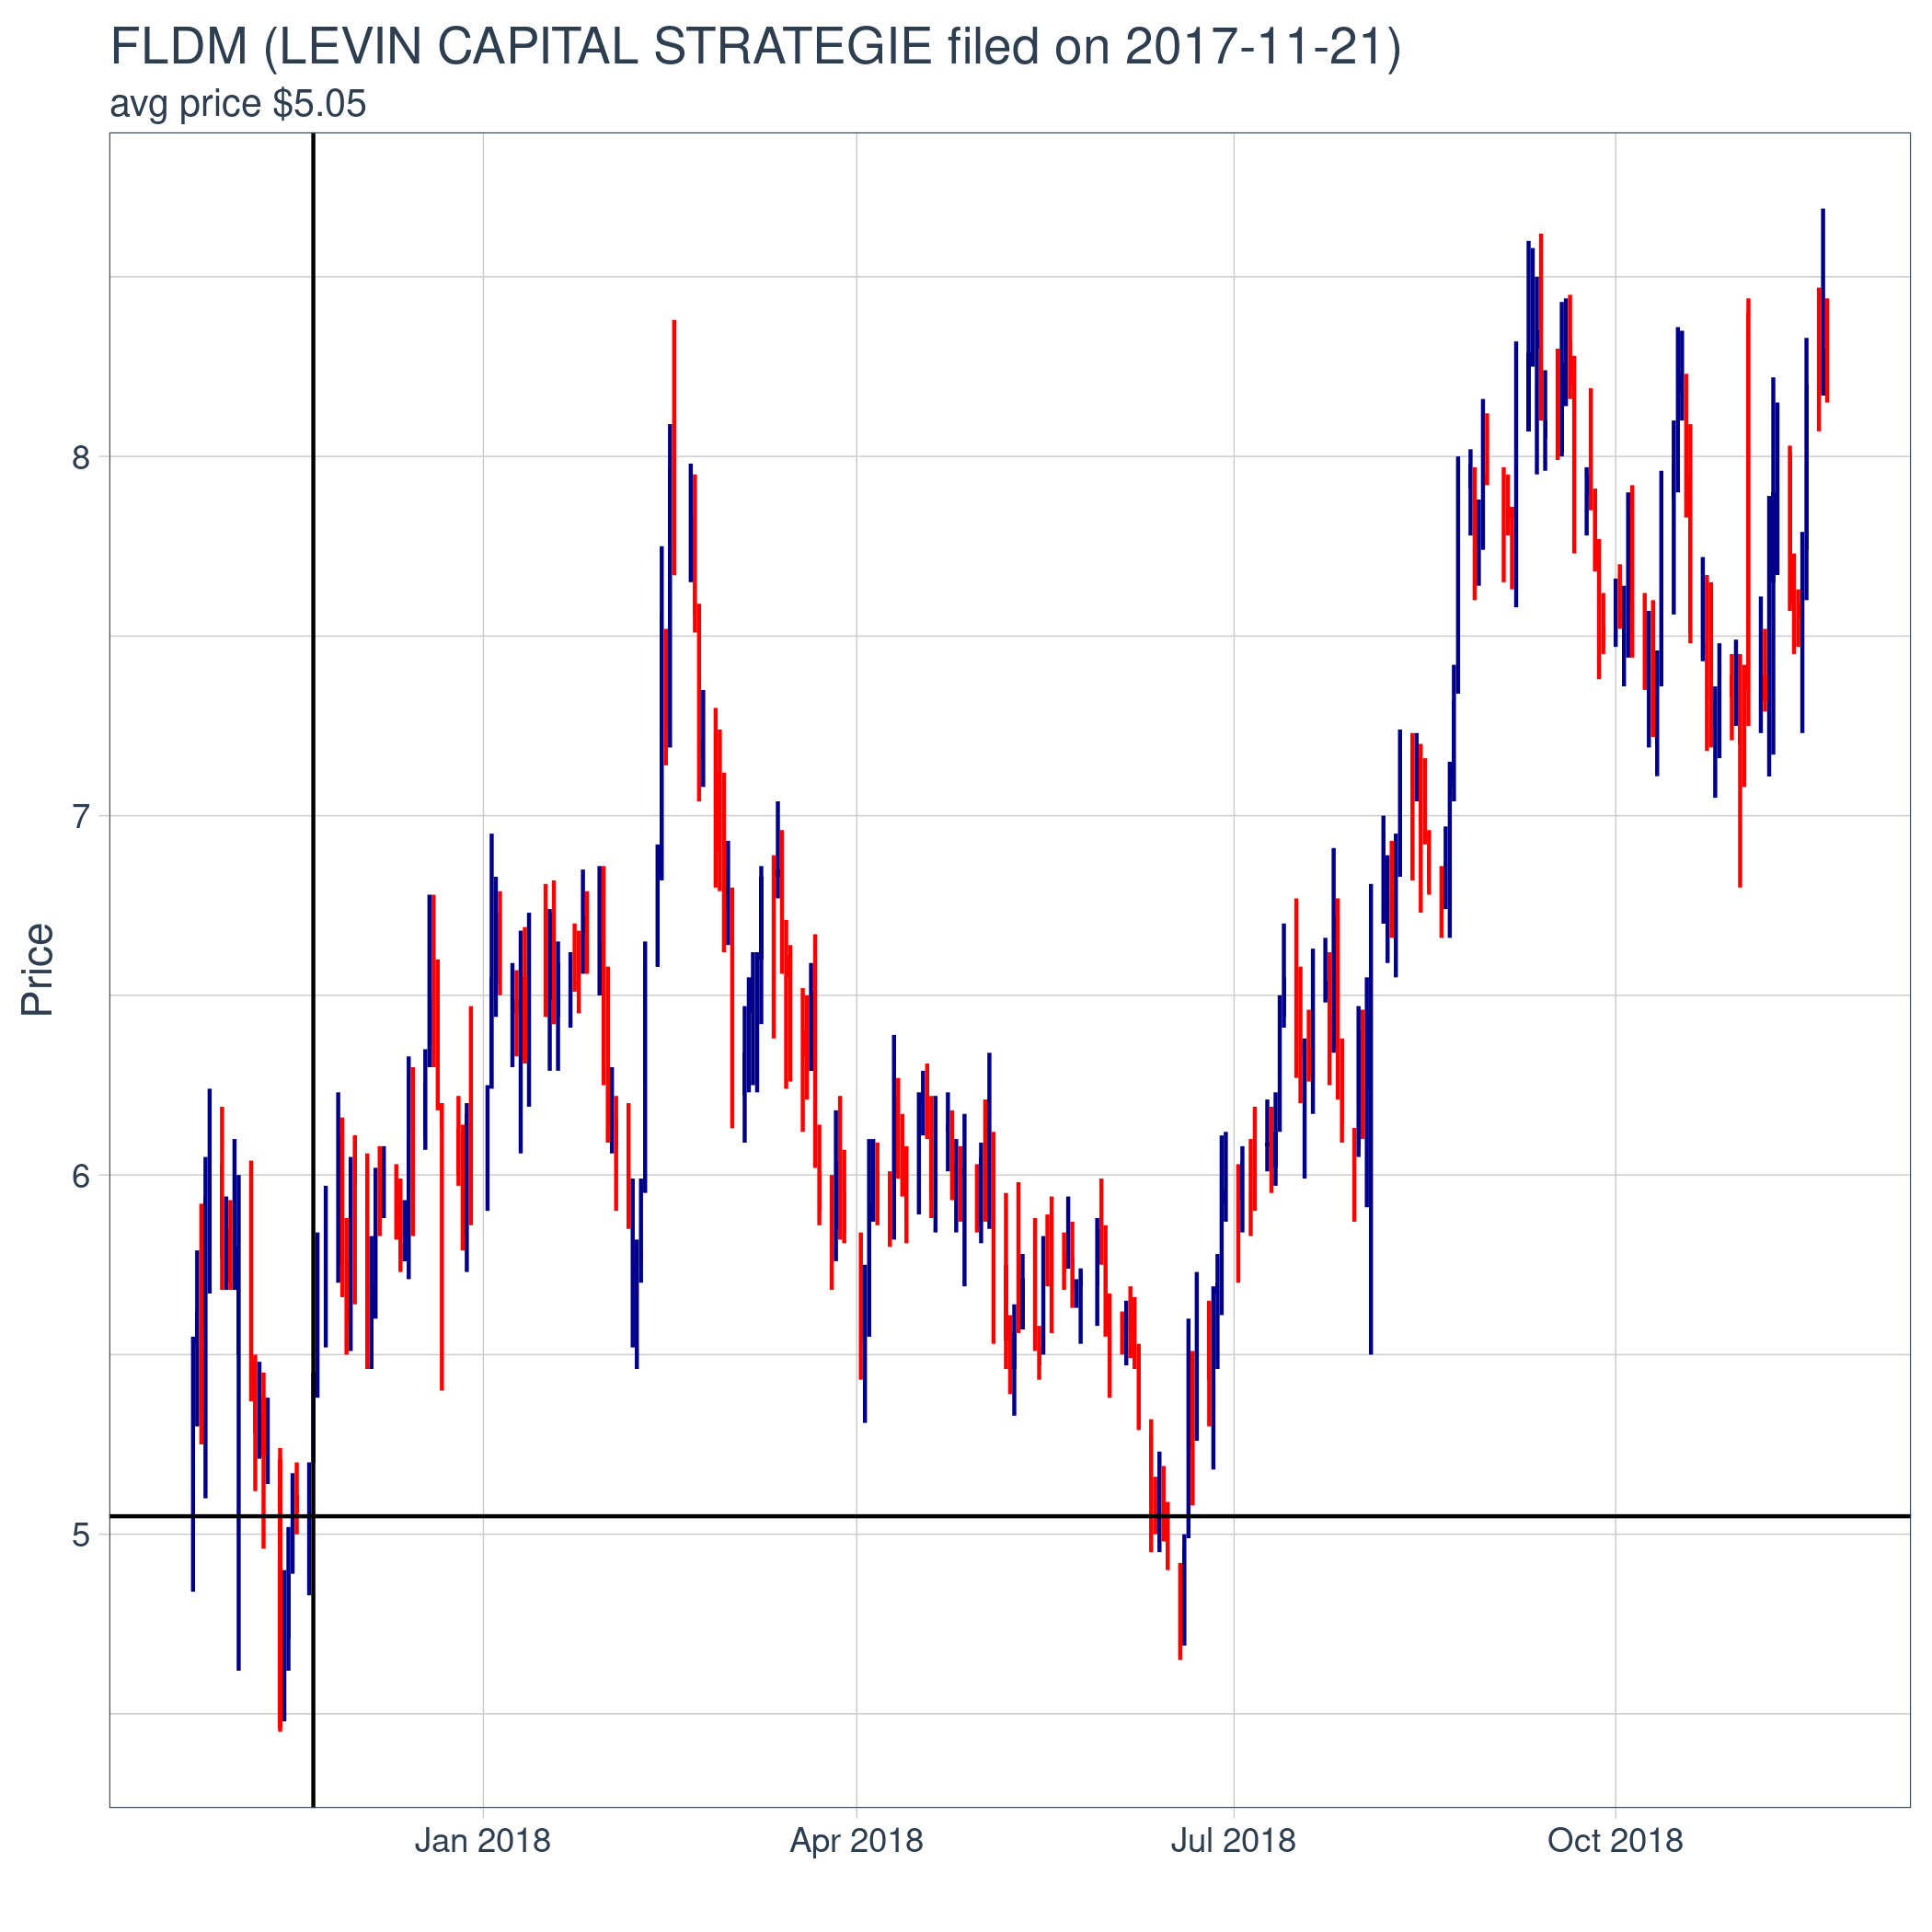 FLDM (LEVIN CAPITAL STRATEGIE filed on 2017-11-21)
avg price $5.05
8
7
Price
6
5
Jan 2018 Apr 2018 Jul 2018 Oct 2018